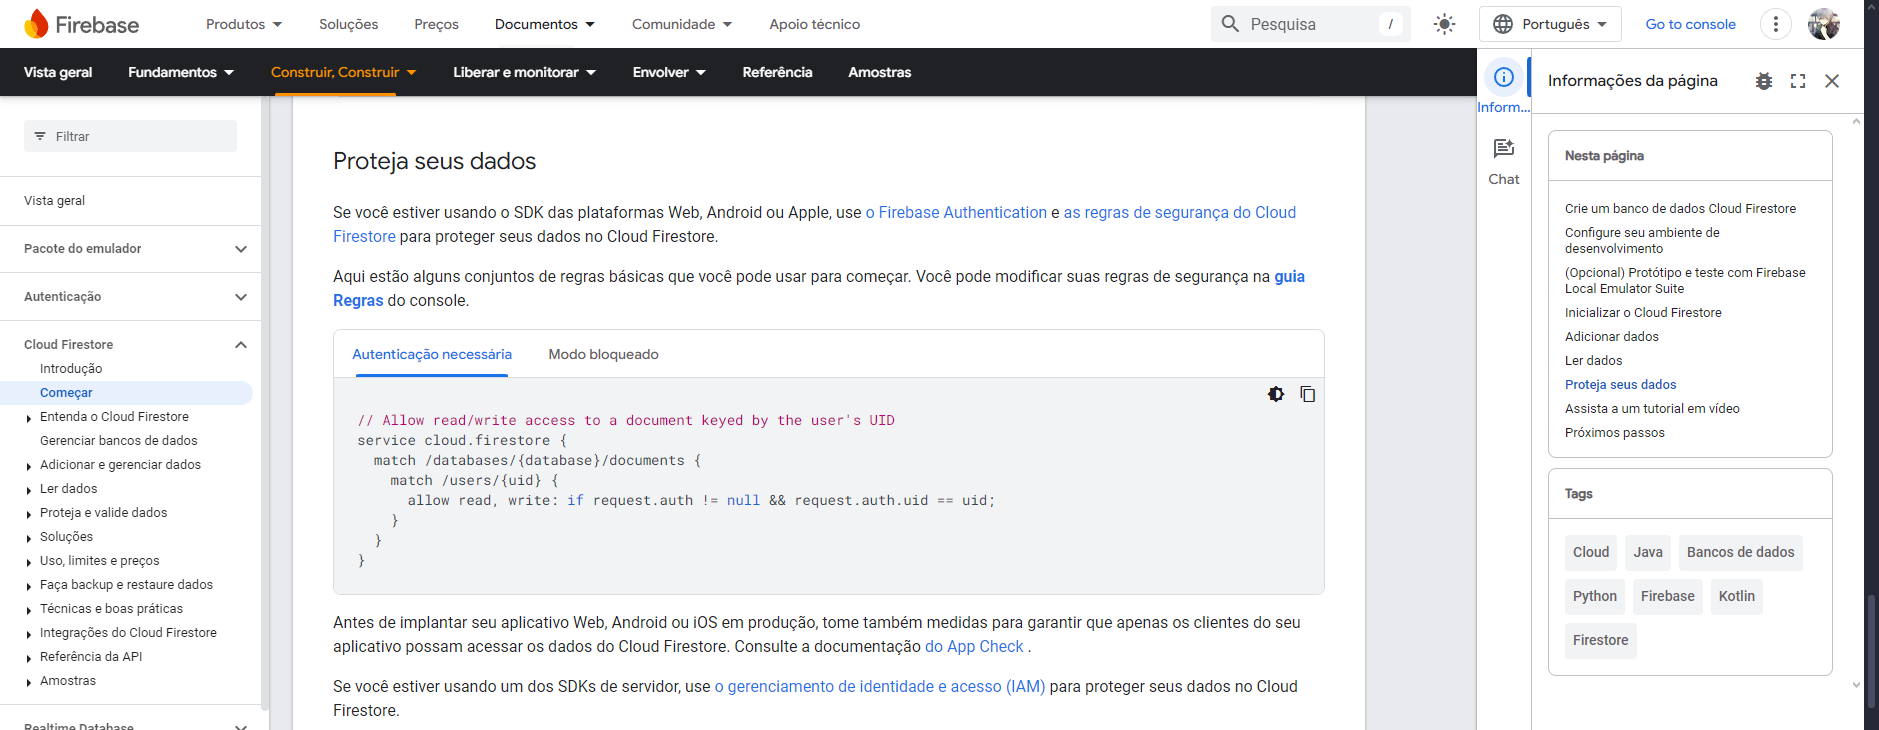 Firebase
Produtos
Soluções
Preços
Documentos
Comunidade
Apoio técnico
Pesquisa
/
Português
Go to console
Vista geral
Fundamentos
Construir, Construir
Liberar e monitorar
Envolver
Referência
Amostras
Filtrar
Vista geral
Pacote do emulador
Autenticação
Cloud Firestore
Introdução
Começar
Entenda o Cloud Firestore
Gerenciar bancos de dados
Adicionar e gerenciar dados
Ler dados
Proteja e valide dados
Soluções
Uso, limites e preços
Faça backup e restaure dados
Técnicas e boas práticas
Integrações do Cloud Firestore
Referência da API
Amostras
Realtime Database
Proteja seus dados
Se você estiver usando o SDK das plataformas Web, Android ou Apple, use o Firebase Authentication e as regras de segurança do Cloud
Firestore para proteger seus dados no Cloud Firestore.
Aqui estão alguns conjuntos de regras básicas que você pode usar para começar. Você pode modificar suas regras de segurança na guia
Regras do console.
Autenticação necessária
Modo bloqueado
// Allow read/write access to a document keyed by the user's UID
service cloud.firestore {
match /databases/{database}/documents {
match /users/{uid} {
allow read, write: if request.auth != null && request.auth.uid == uid;
}
}
}
Antes de implantar seu aplicativo Web, Android ou iOS em produção, tome também medidas para garantir que apenas os clientes do seu
aplicativo possam acessar os dados do Cloud Firestore. Consulte a documentação do App Check .
Se você estiver usando um dos SDKs de servidor, use o gerenciamento de identidade e acesso (IAM) para proteger seus dados no Cloud
Firestore.
Inform...
Chat
Informações da página
Nesta página
Crie um banco de dados Cloud Firestore
Configure seu ambiente de
desenvolvimento
(Opcional) Protótipo e teste com Firebase
Local Emulator Suite
Inicializar o Cloud Firestore
Adicionar dados
Ler dados
Proteja seus dados
Assista a um tutorial em vídeo
Próximos passos
Tags
Cloud
Java
Bancos de dados
Python
Firebase
Kotlin
Firestore